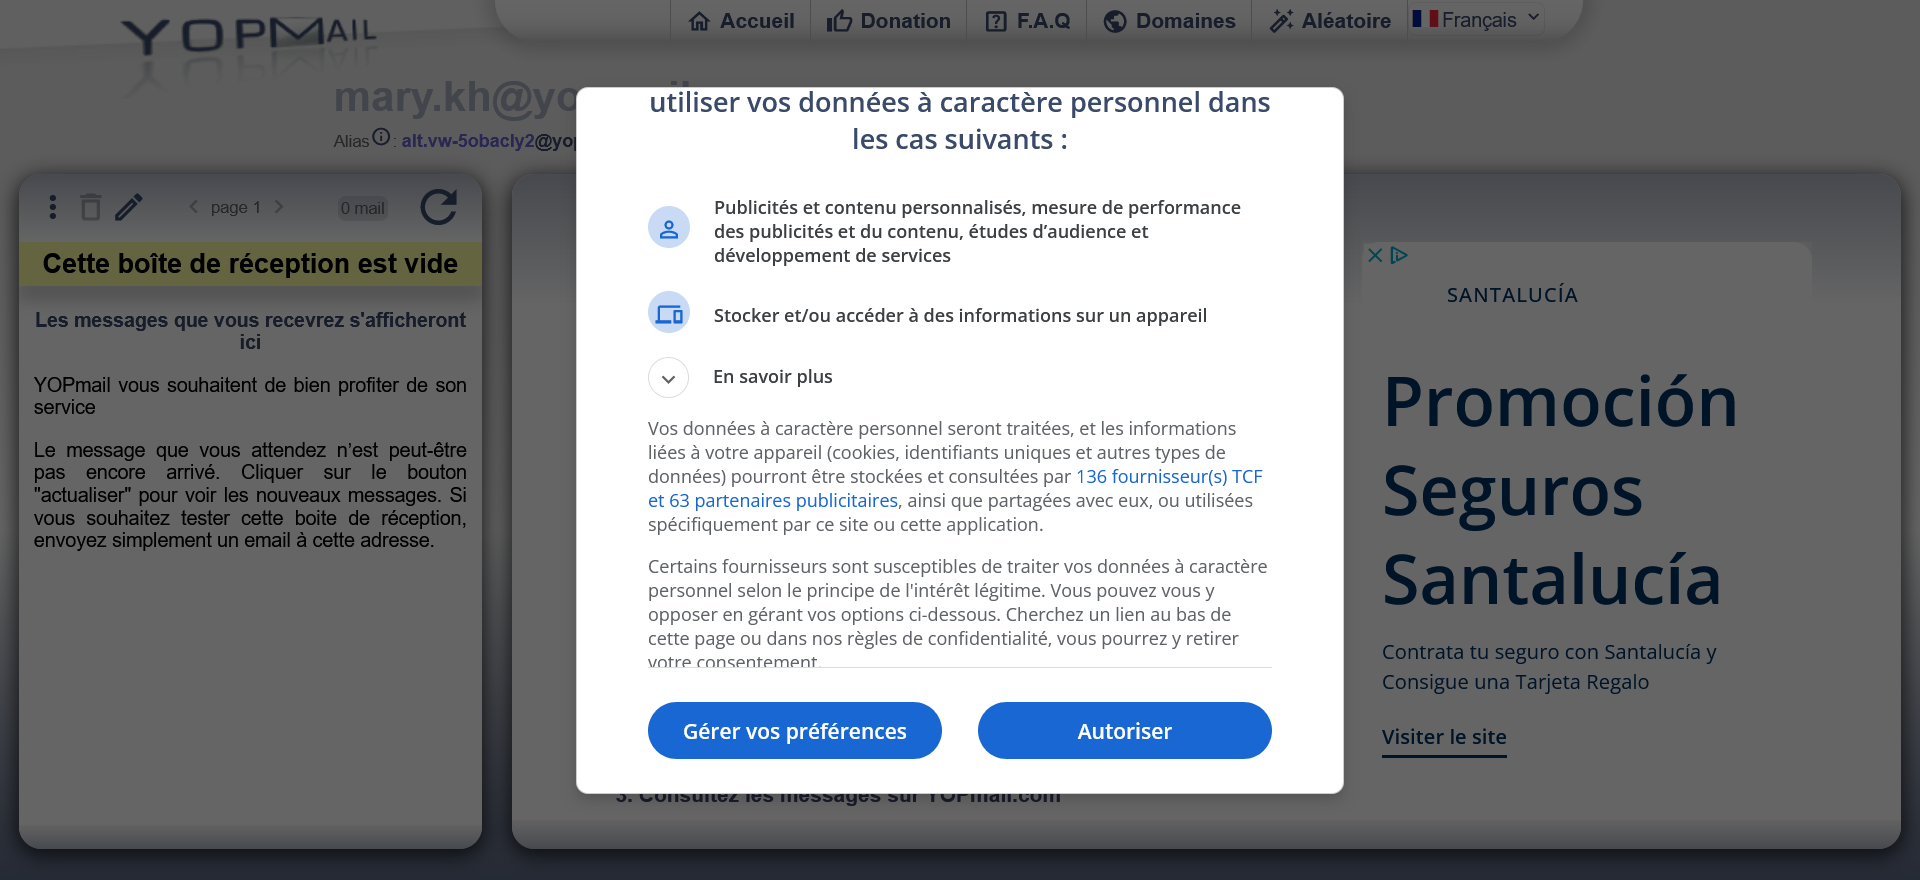 YOPMAIL
Accueil
Donation
F.A.Q
Domaines
Aléatoire
Français
mary.kh@yo
Alias : alt.vw-5obacly2@yop
page 1
0 mail
Cette boîte de réception est vide
Les messages que vous recevrez s'afficheront
ici
YOPmail vous souhaitent de bien profiter de son
service
Le message que vous attendez n’est peut-être
pas encore arrivé. Cliquer sur le bouton
"actualiser" pour voir les nouveaux messages. Si
vous souhaitez tester cette boite de réception,
envoyez simplement un email à cette adresse.
utiliser vos données à caractère personnel dans
les cas suivants :
Publicités et contenu personnalisés, mesure de performance
des publicités et du contenu, études d’audience et
développement de services
Stocker et/ou accéder à des informations sur un appareil
En savoir plus
Vos données à caractère personnel seront traitées, et les informations
liées à votre appareil (cookies, identifiants uniques et autres types de
données) pourront être stockées et consultées par 136 fournisseur(s) TCF
et 63 partenaires publicitaires, ainsi que partagées avec eux, ou utilisées
spécifiquement par ce site ou cette application.
Certains fournisseurs sont susceptibles de traiter vos données à caractère
personnel selon le principe de l'intérêt légitime. Vous pouvez vous y
opposer en gérant vos options ci-dessous. Cherchez un lien au bas de
cette page ou dans nos règles de confidentialité, vous pourrez y retirer
votre consentement.
Gérer vos préférences
Autoriser
3. Consultez les messages sur YOPmail.com
SANTALUCÍA
Promoción
Seguros
Santalucía
Contrata tu seguro con Santalucía y
Consigue una Tarjeta Regalo
Visiter le site